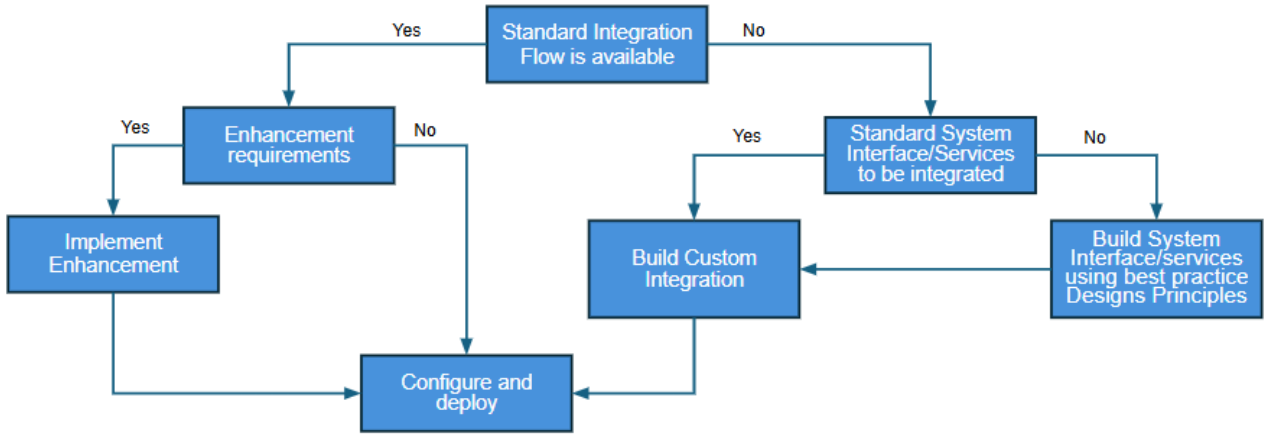 Yes
Standard Integration
Flow is available
No
Yes
Enhancement
requirements
No
Yes
Standard System
Interface/Services
to be integrated
No
Implement
Enhancement
Build Custom
Integration
Build System
Interface/services
using best practice
Designs Principles
Configure and
deploy